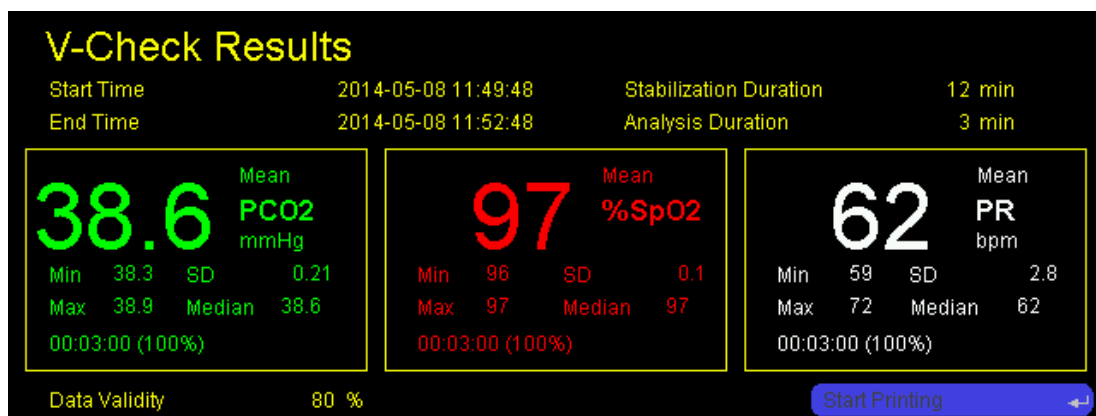 V-Check Results
Start Time 2014-05-08 11:49:48 Stabilization Duration 12 min
End Time 2014-05-08 11:52:48 Analysis Duration 3 min
38.6 Mean PCO2 mmHg
Min 38.3 SD 0.21
Max 38.9 Median 38.6
00:03:00 (100%)
97 Mean %SpO2
Min 96 SD 0.1
Max 97 Median 97
00:03:00 (100%)
62 Mean PR bpm
Min 59 SD 2.8
Max 72 Median 62
00:03:00 (100%)
Data Validity 80 % Start Printing